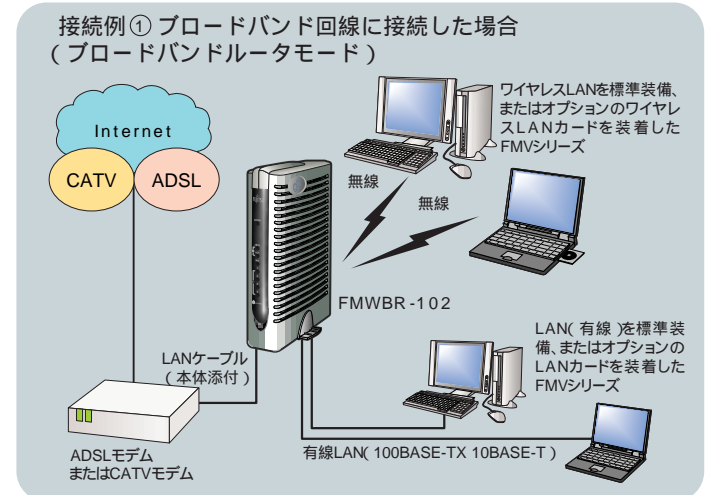 接続例① ブロードバンド回線に接続した場合
(ブロードバンドルータモード)
Internet
CATV
ADSL
ワイヤレスLANを標準装備、
またはオプションのワイヤレ
スLANカードを装着した
FMVシリーズ
無線
無線
FMWBR-102
LAN(有線)を標準装
備、またはオプションの
LANカードを装着した
FMVシリーズ
LANケーブル
(本体添付)
ADSLモデム
またはCATVモデム
有線LAN(100BASE-TX 10BASE-T)